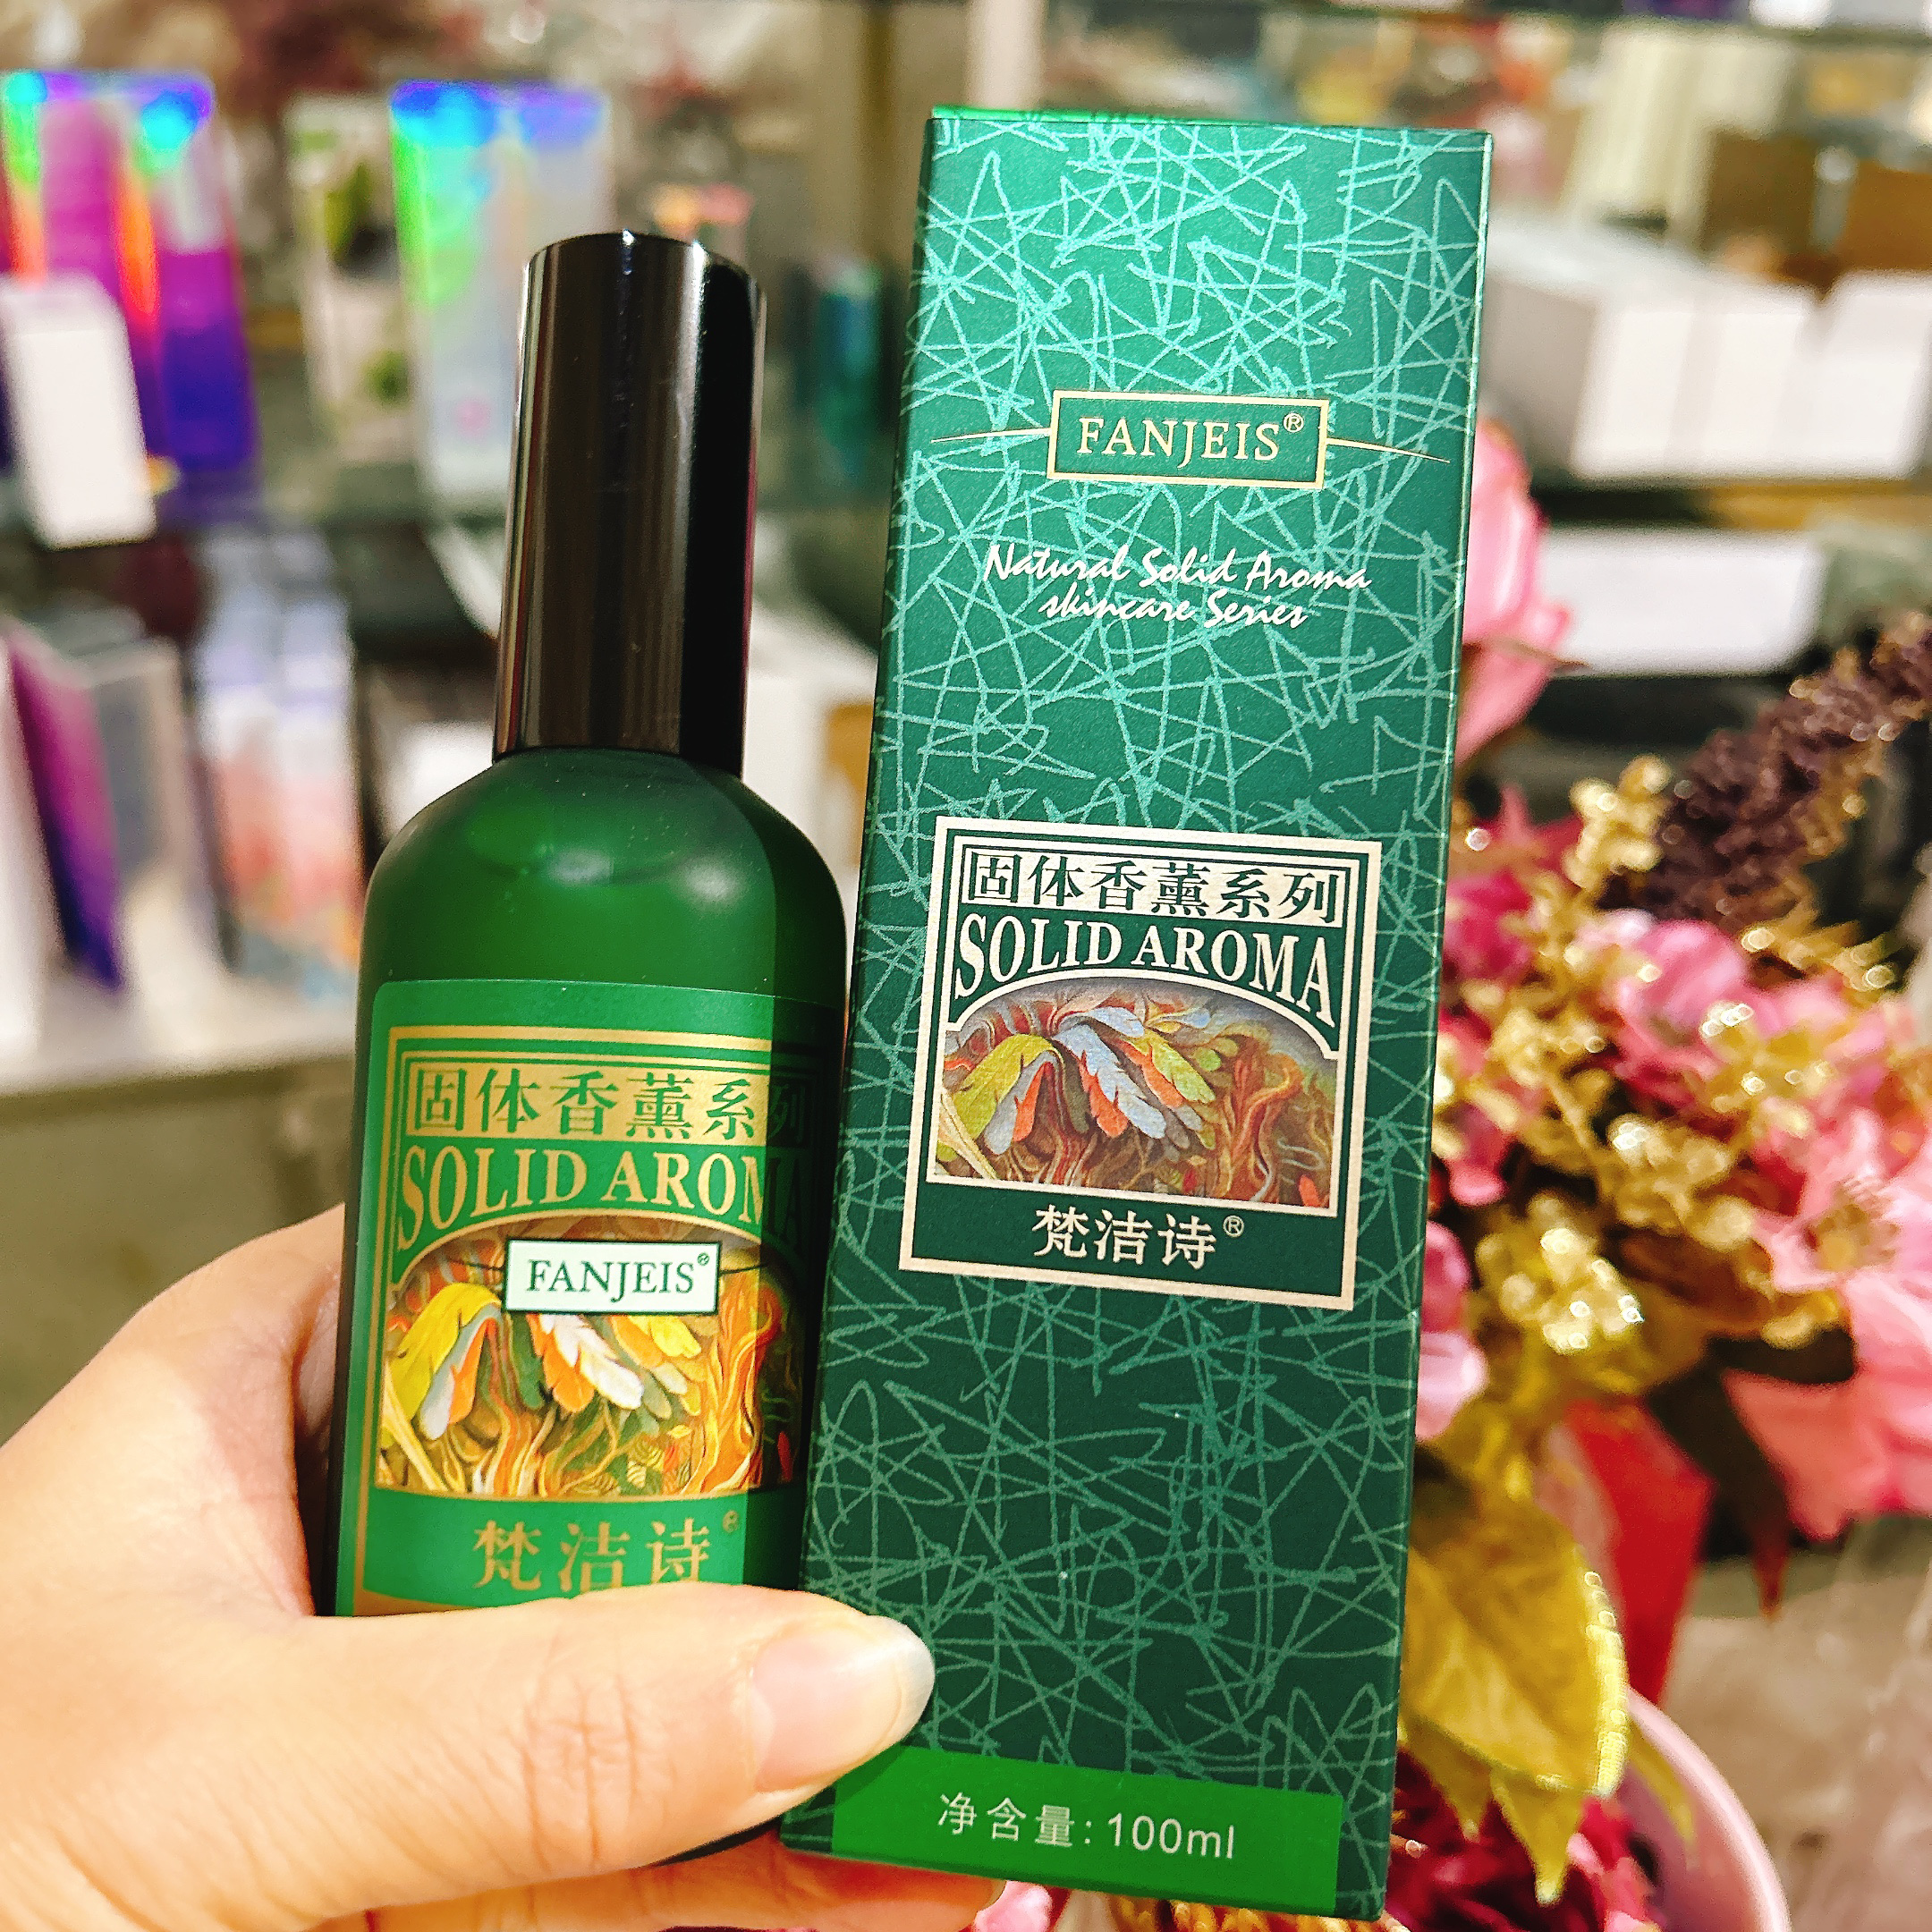 固体香薰系列
SOLID AROMA
FANJEIS®
梵洁诗®
FANJEIS®
Natural Solid Aroma
skincare Series
固体香薰系列
SOLID AROMA
梵洁诗®
净含量:100ml